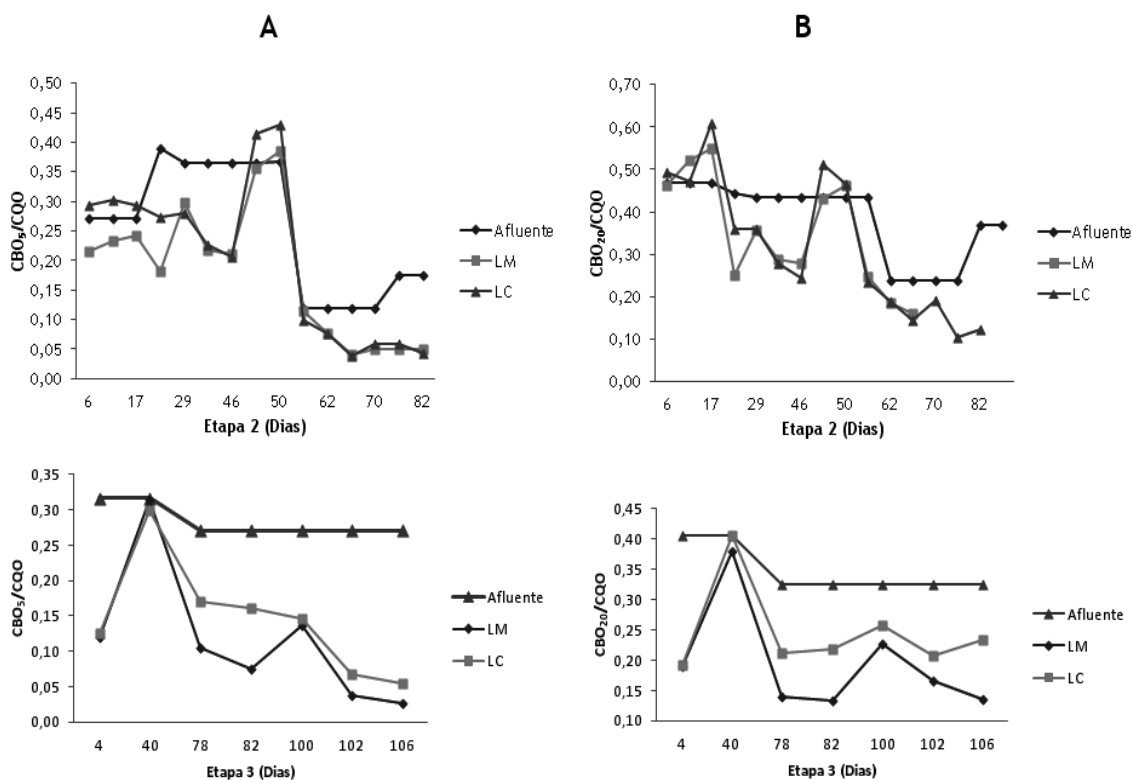 A
B
0,50
0,45
0,40
0,35
0,30
0,25
0,20
0,15
0,10
0,05
0,00
CBO₅/CQO
6 17 29 46 50 62 70 82
Etapa 2 (Dias)
Afluente
LM
LC
0,70
0,60
0,50
0,40
0,30
0,20
0,10
0,00
CBO₂₀/CQO
6 17 29 46 50 62 70 82
Etapa 2 (Dias)
Afluente
LM
LC
0,35
0,30
0,25
0,20
0,15
0,10
0,05
0,00
CBO₅/CQO
4 40 78 82 100 102 106
Etapa 3 (Dias)
Afluente
LM
LC
0,45
0,40
0,35
0,30
0,25
0,20
0,15
0,10
CBO₂₀/CQO
4 40 78 82 100 102 106
Etapa 3 (Dias)
Afluente
LM
LC